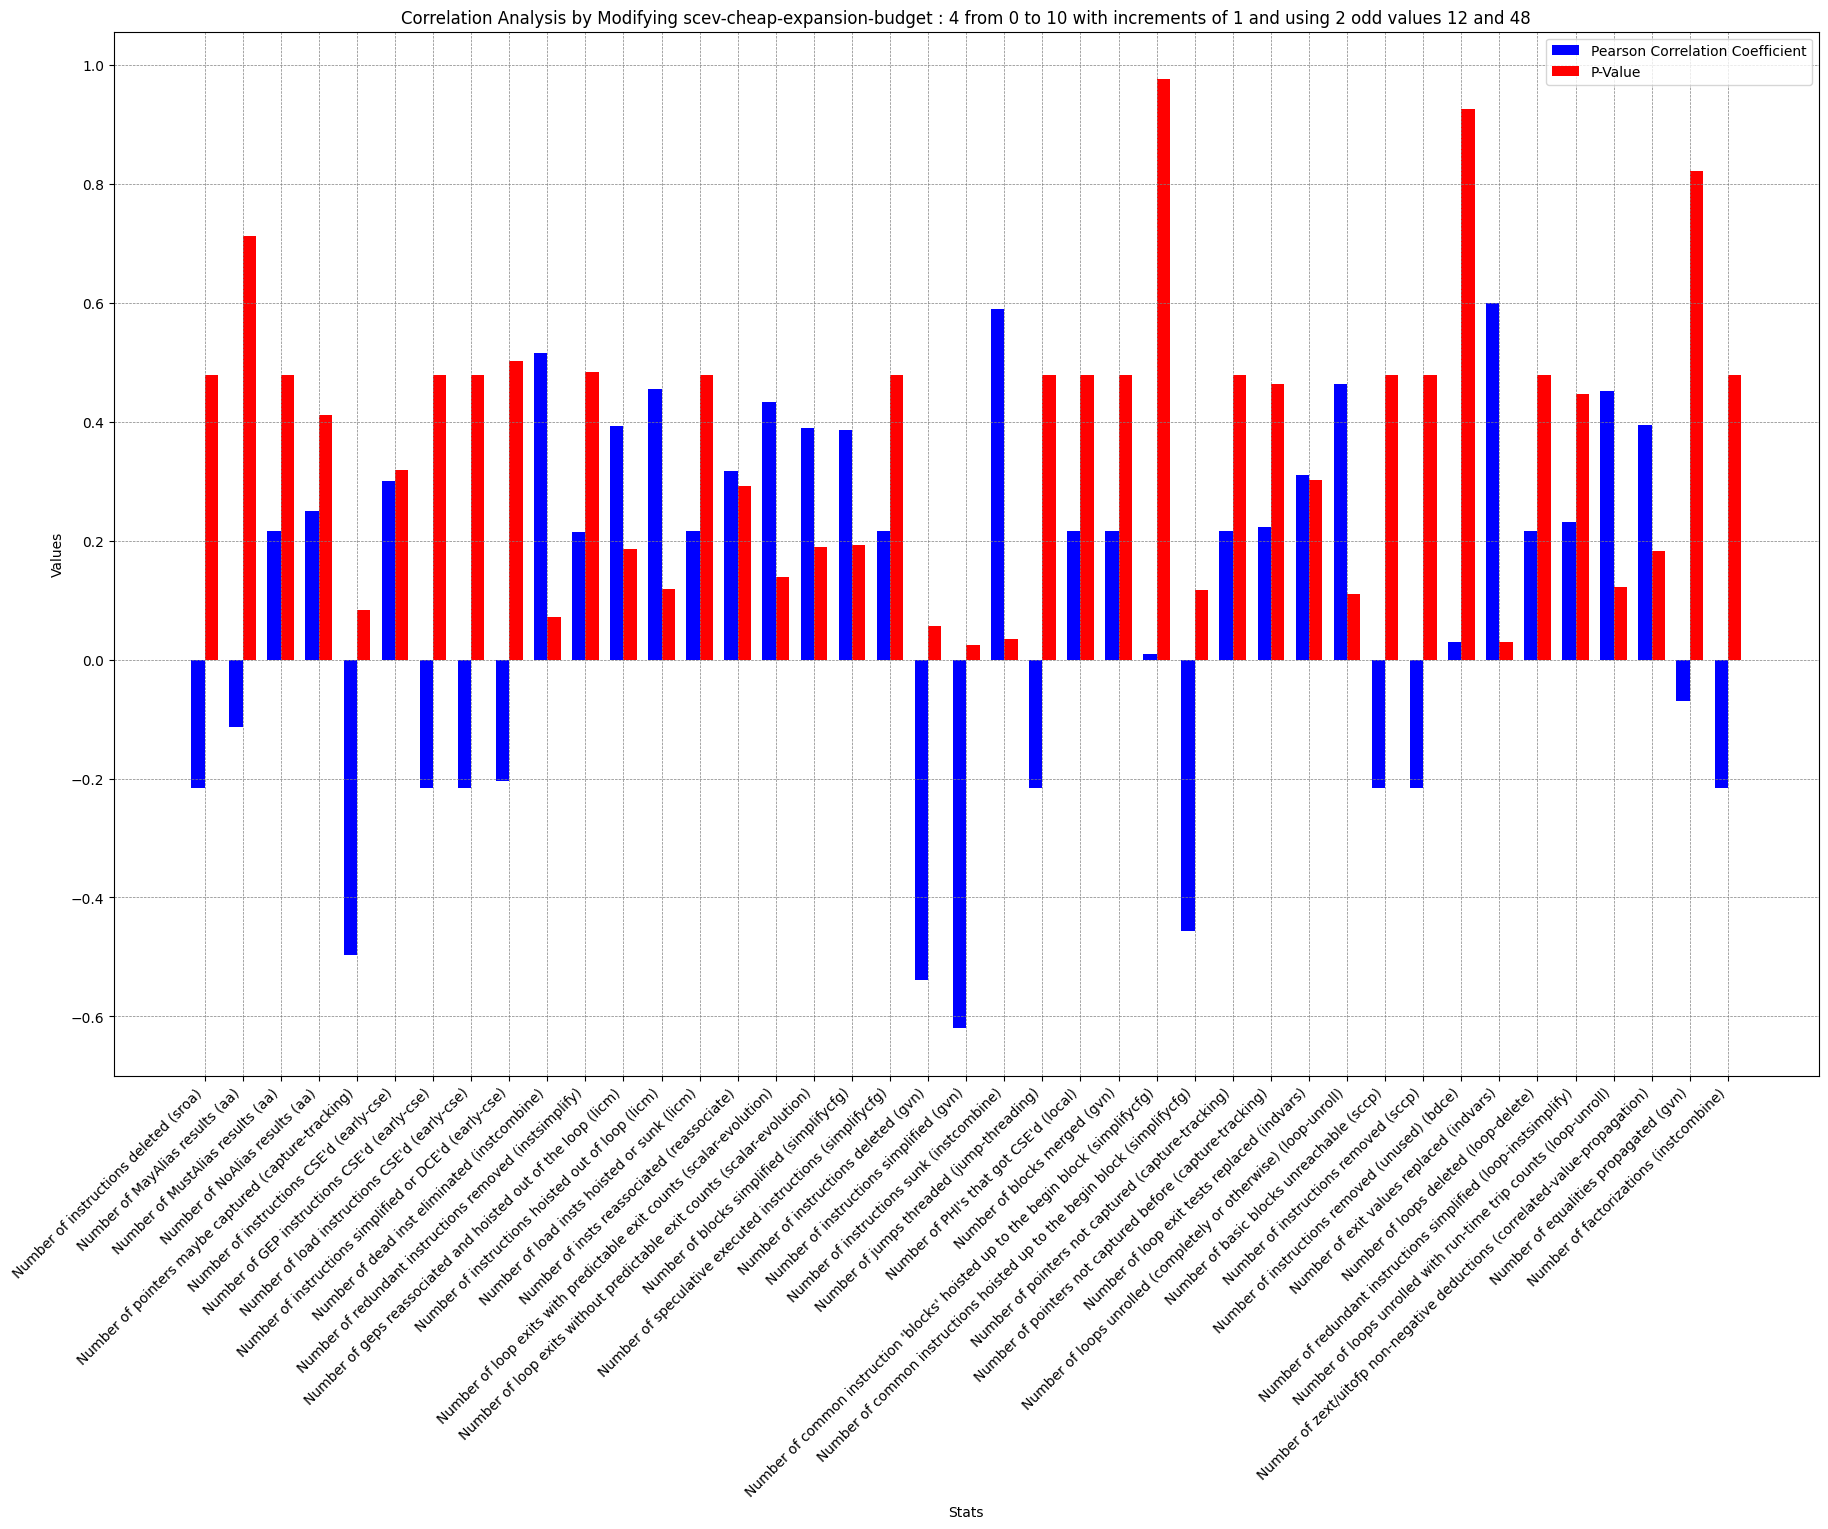 Correlation Analysis by Modifying scev-cheap-expansion-budget : 4 from 0 to 10 with increments of 1 and using 2 odd values 12 and 48
Pearson Correlation Coefficient
P-Value
1.0
0.8
0.6
0.4
0.2
0.0
−0.2
−0.4
−0.6
Values
Number of instructions deleted (sroa)
Number of MayAlias results (aa)
Number of MustAlias results (aa)
Number of NoAlias results (aa)
Number of pointers maybe captured (capture-tracking)
Number of instructions CSE'd (early-cse)
Number of GEP instructions CSE'd (early-cse)
Number of load instructions CSE'd (early-cse)
Number of instructions simplified or DCE'd (early-cse)
Number of dead inst eliminated (instcombine)
Number of redundant instructions removed (instsimplify)
Number of geps reassociated and hoisted out of the loop (licm)
Number of instructions hoisted out of loop (licm)
Number of load insts hoisted or sunk (licm)
Number of insts reassociated (reassociate)
Number of loop exits with predictable exit counts (scalar-evolution)
Number of loop exits without predictable exit counts (scalar-evolution)
Number of blocks simplified (simplifycfg)
Number of speculative executed instructions (simplifycfg)
Number of instructions deleted (gvn)
Number of instructions simplified (gvn)
Number of instructions sunk (instcombine)
Number of jumps threaded (jump-threading)
Number of PHI's that got CSE'd (local)
Number of blocks merged (gvn)
Number of common instruction 'blocks' hoisted up to the begin block (simplifycfg)
Number of common instructions hoisted up to the begin block (simplifycfg)
Number of pointers not captured (capture-tracking)
Number of pointers not captured before (capture-tracking)
Number of loop exit tests replaced (indvars)
Number of loops unrolled (completely or otherwise) (loop-unroll)
Number of basic blocks unreachable (sccp)
Number of instructions removed (sccp)
Number of instructions removed (unused) (bdce)
Number of exit values replaced (indvars)
Number of loops deleted (loop-delete)
Number of redundant instructions simplified (loop-instsimplify)
Number of loops unrolled with run-time trip counts (loop-unroll)
Number of zext/uitofp non-negative deductions (correlated-value-propagation)
Number of equalities propagated (gvn)
Number of factorizations (instcombine)
Stats